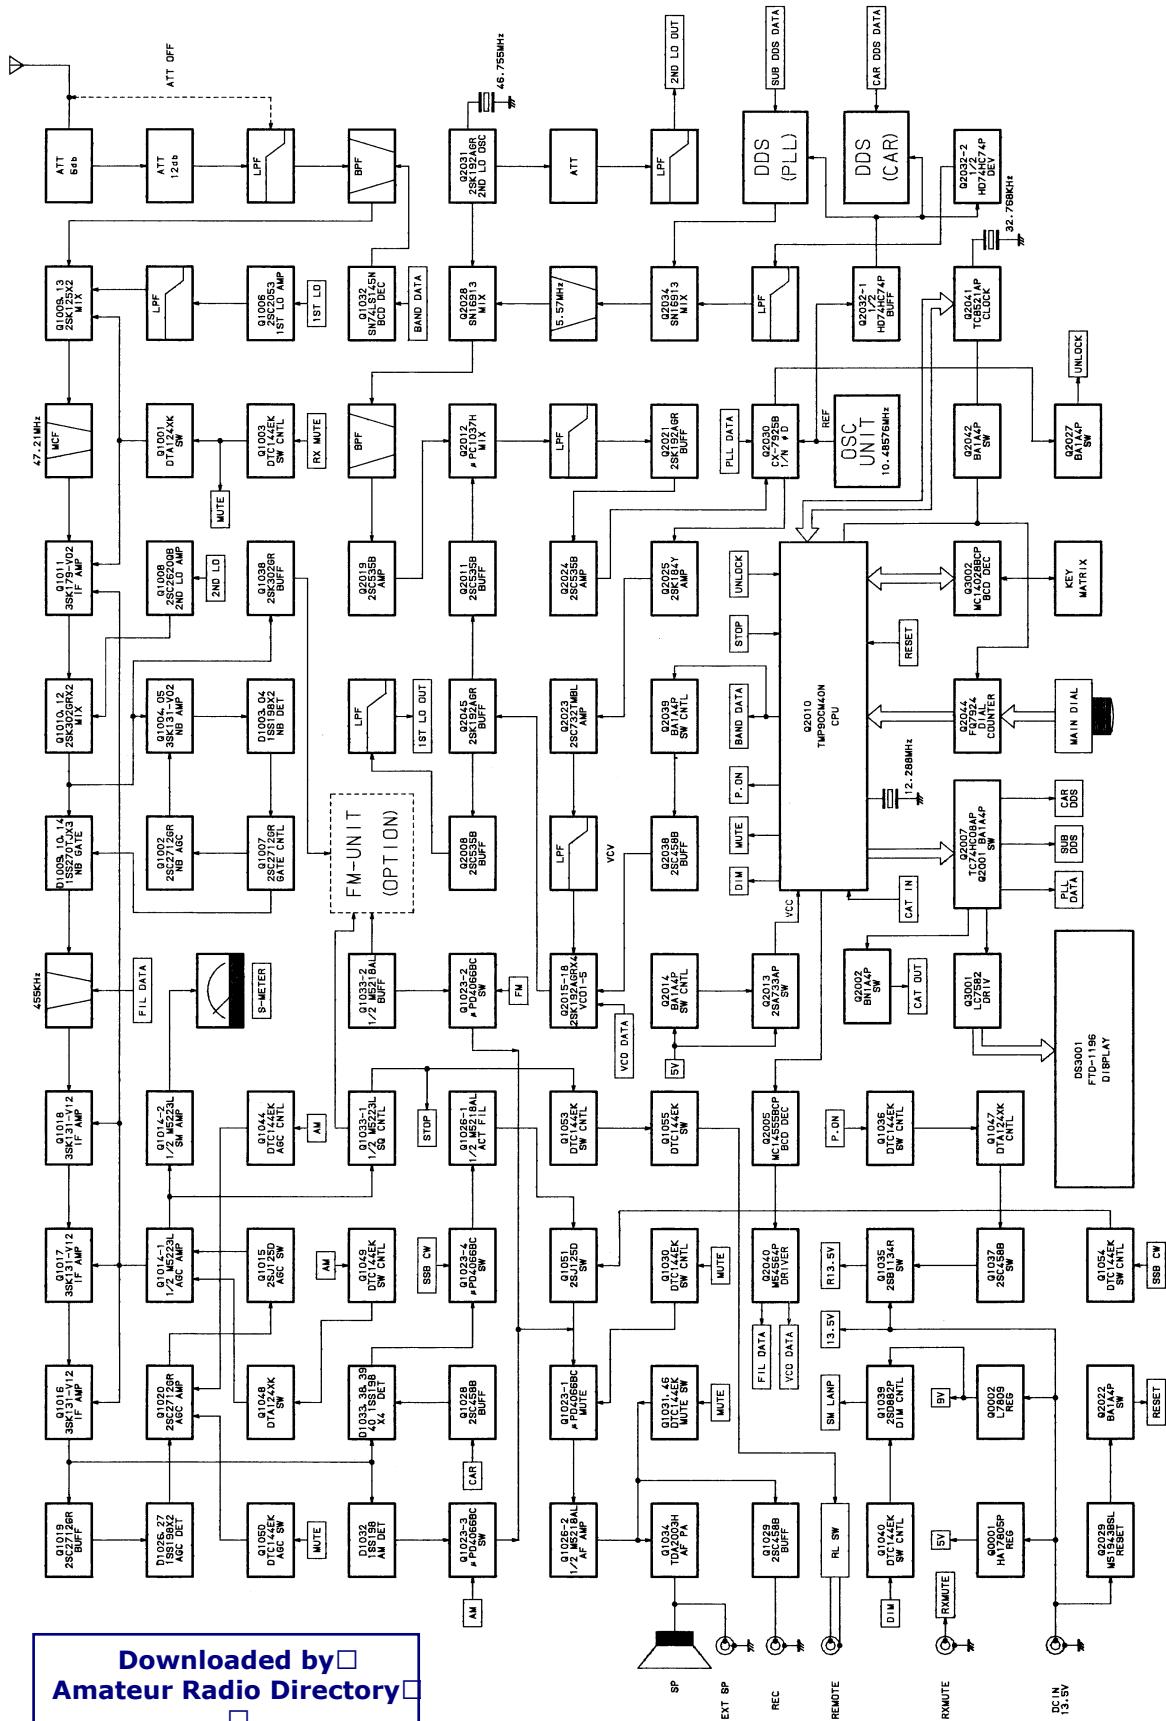 ATT
6db
ATT
12db
LPF
BPF
ATT OFF
Q2031
2SK192AGR
2ND LO OSC
46.755MHz
ATT
LPF
2ND LO OUT
DDS
(PLL)
SUB DDS DATA
DDS
(CAR)
CAR DDS DATA
Q2032-2
1/2
HD74HC74P
DEV
Q1009.13
2SK125X2
MIX
LPF
Q1006
2SC2053
1ST LO AMP
1ST LO
Q1032
SN74LS145N
BCD DEC
BAND DATA
Q2028
SN16913
MIX
5.57MHz
Q2034
SN16913
MIX
LPF
Q2032-1
1/2
HD74HC74P
BUFF
Q2041
TC8521AP
CLOCK
32.768KHz
47.21MHz
MCF
Q1001
DTA124XK
SW
Q1003
DTC144EK
SW CNTL
RX MUTE
MUTE
BPF
Q2012
μPC1037H
MIX
LPF
Q2021
2SK192AGR
BUFF
PLL DATA
Q2030
CX-7925B
1/N φD
REF
OSC
UNIT
10.48576MHz
Q2042
BA1A4P
SW
Q2027
BA1A4P
SW
UNLOCK
Q1011
3SK179-V02
IF AMP
Q1008
2SC2620QB
2ND LO AMP
2ND LO
Q1038
2SK302GR
BUFF
Q2019
2SC535B
AMP
Q2011
2SC535B
BUFF
Q2024
2SC535B
AMP
Q2025
2SK184Y
AMP
UNLOCK
STOP
Q2010
TMP90CM40N
CPU
RESET
Q3002
MC14028BCP
BCD DEC
KEY
MATRIX
Q1010.12
2SK302GRX2
MIX
Q1004.05
3SK131-V02
NB AMP
D1003.04
1SS198X2
NB DET
LPF
1ST LO OUT
Q2045
2SK192AGR
BUFF
Q2023
2SC732TMBL
AMP
Q2039
BA1A4P
SW CNTL
BAND DATA
P.ON
MUTE
DIM
12.288MHz
Q2044
FQ7924
DIAL
COUNTER
MAIN DIAL
D1009.10.14
1SS270TJX3
NB GATE
Q1002
2SC2712GR
NB AGC
Q1007
2SC2712GR
GATE CNTL
FM-UNIT
(OPTION)
Q2008
2SC535B
BUFF
LPF
VCV
Q2038
2SC458B
BUFF
VCC
CAT IN
Q2007
TC74HC08AP
Q2001 BA1A4P
SW
CAR
DDS
SUB
DDS
PLL
DATA
455KHz
FIL DATA
S-METER
Q1033-2
1/2 M5218AL
BUFF
Q1023-2
μPD4066BC
SW
FM
Q2015-18
2SK192AGRX4
VCO1-5
VCO DATA
Q2014
BA1A4P
SW CNTL
5V
Q2013
2SA733AP
SW
Q2002
BN1A4P
SW
CAT OUT
Q3001
LC7582
DRIV
DS3001
FTD-1196
DISPLAY
Q1018
3SK131-V12
IF AMP
Q1014-2
1/2 M5223L
SM AMP
Q1044
DTC144EK
AGC CNTL
AM
Q1033-1
1/2 M5223L
SQ CNTL
STOP
Q1026-1
1/2 M5218AL
ACT FIL
Q1053
DTC144EK
SW CNTL
Q1055
DTC144EK
SW
Q2005
MC14555BCP
BCD DEC
P.ON
Q1036
DTC144EK
SW CNTL
Q1047
DTA124XK
CNTL
Q1017
3SK131-V12
IF AMP
Q1014-1
1/2 M5223L
AGC AMP
Q1015
2SJ125D
AGC SW
AM
Q1049
DTC144EK
SW CNTL
SSB CW
Q1023-4
μPD4066BC
SW
Q1051
2SJ125D
SW
Q1030
DTC144EK
SW CNTL
MUTE
Q2040
M54564P
DRIVER
FIL DATA
VCO DATA
R13.5V
13.5V
Q1035
2SB1134R
SW
Q1037
2SC458B
SW
Q1054
DTC144EK
SW CNTL
SSB CW
Q1016
3SK131-V12
IF AMP
Q1020
2SC2712GR
AGC AMP
Q1048
DTA124XK
SW
D1033.38.39
40 1SS198
X4 DET
Q1028
2SC458B
BUFF
CAR
Q1023-1
μPD4066BC
MUTE
Q1031.46
DTC144EK
MUTE SW
MUTE
SM LANP
Q1039
2SD882P
DIM CNTL
9V
Q0002
L7809
REG
Q2022
BA1A4P
SW
RESET
Q1019
2SC2712GR
BUFF
D1026.27
1SS198X2
AGC DET
Q1050
DTC144EK
AGC SW
MUTE
D1032
1SS198
AM DET
Q1023-3
μPD4066BC
SW
AM
Q1026-2
1/2 M5218AL
AF AMP
Q1034
TDA2003H
AF PA
Q1029
2SC458B
BUFF
RL SW
Q1040
DTC144EK
SW CNTL
DIM
5V
Q0001
HA17805P
REG
Q2029
M51943BSL
RESET
RXMUTE
SP
EXT SP
REC
REMOTE
RXMUTE
DCIN
13.5V
Downloaded by
Amateur Radio Directory